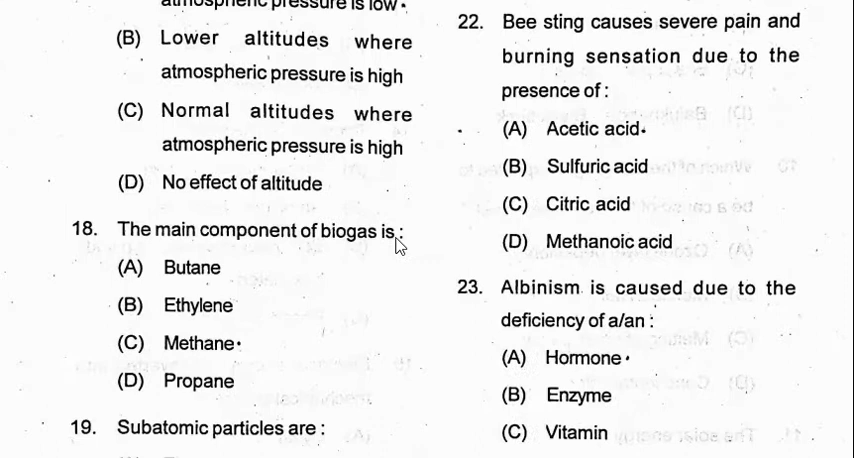 atmospheric pressure is low.
(B) Lower altitudes where
atmospheric pressure is high
(C) Normal altitudes where
atmospheric pressure is high
(D) No effect of altitude
18. The main component of biogas is :
(A) Butane
(B) Ethylene
(C) Methane
(D) Propane
19. Subatomic particles are :
22. Bee sting causes severe pain and
burning sensation due to the
presence of :
(A) Acetic acid
(B) Sulfuric acid
(C) Citric acid
(D) Methanoic acid
23. Albinism is caused due to the
deficiency of a/an :
(A) Hormone
(B) Enzyme
(C) Vitamin